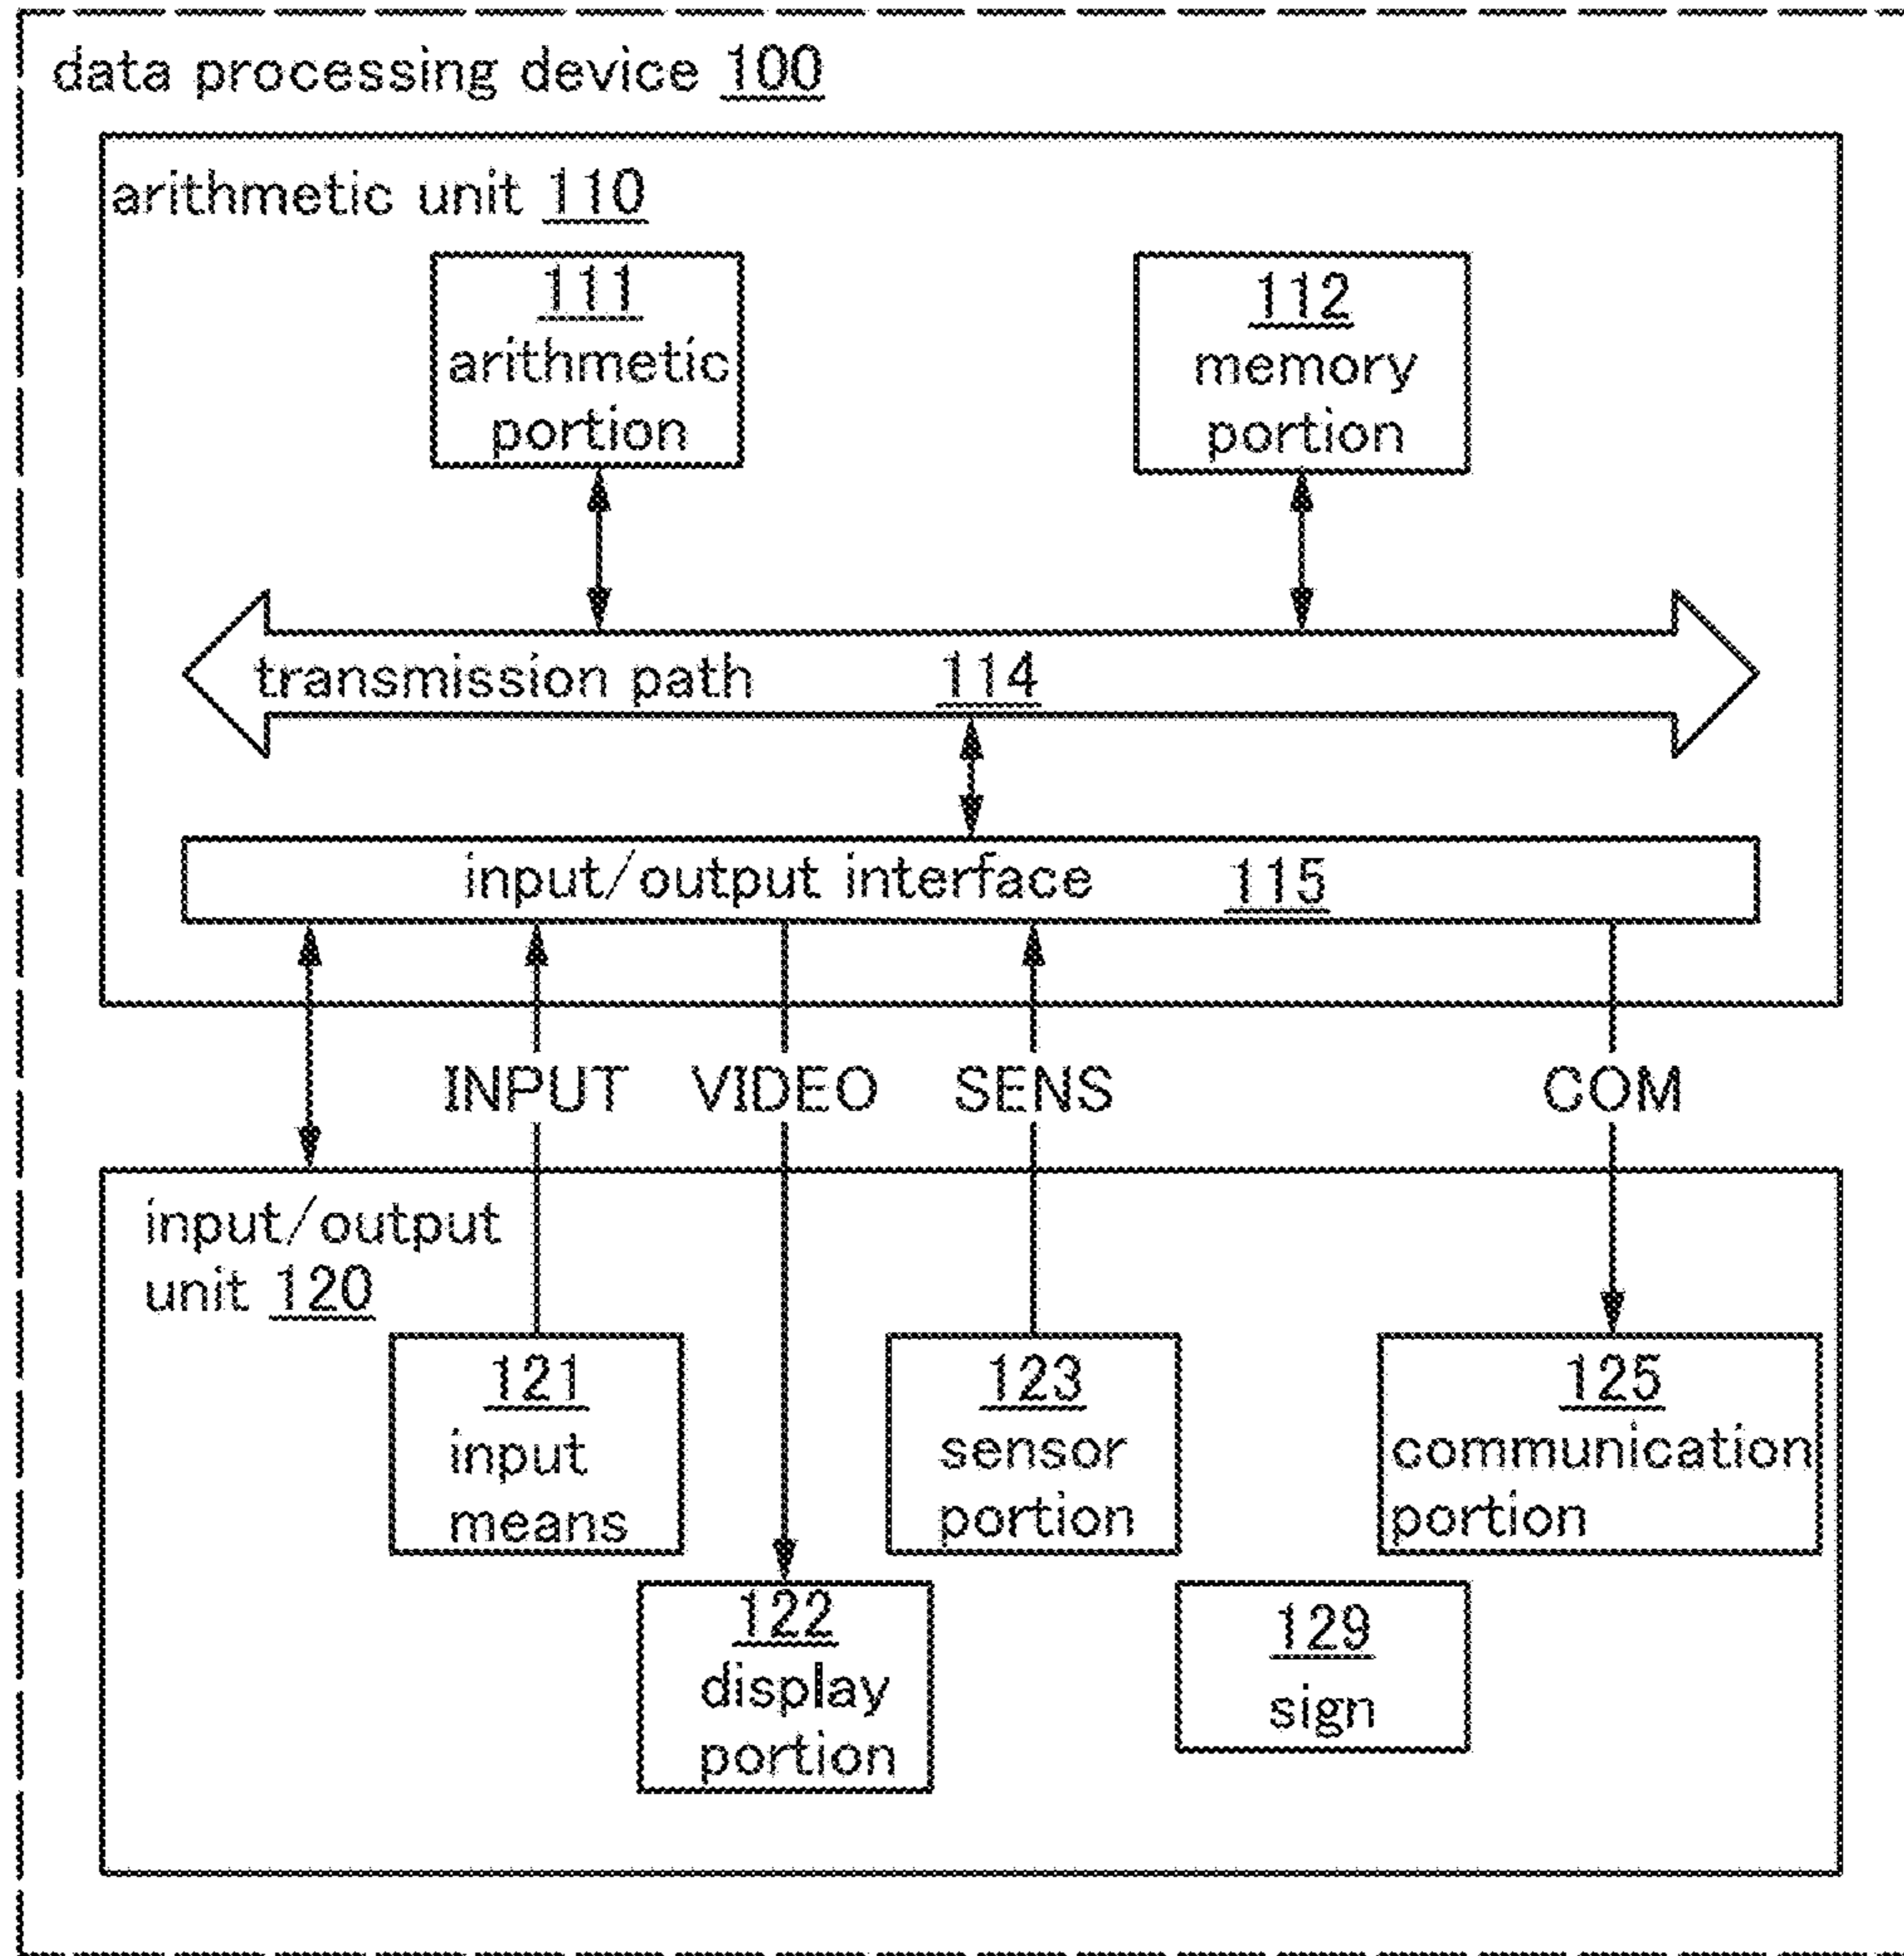 data processing device 100
arithmetic unit 110
111
arithmetic
portion
112
memory
portion
transmission path 114
input/output interface 115
INPUT VIDEO SENS COM
input/output
unit 120
121
input
means
123
sensor
portion
125
communication
portion
122
display
portion
129
sign